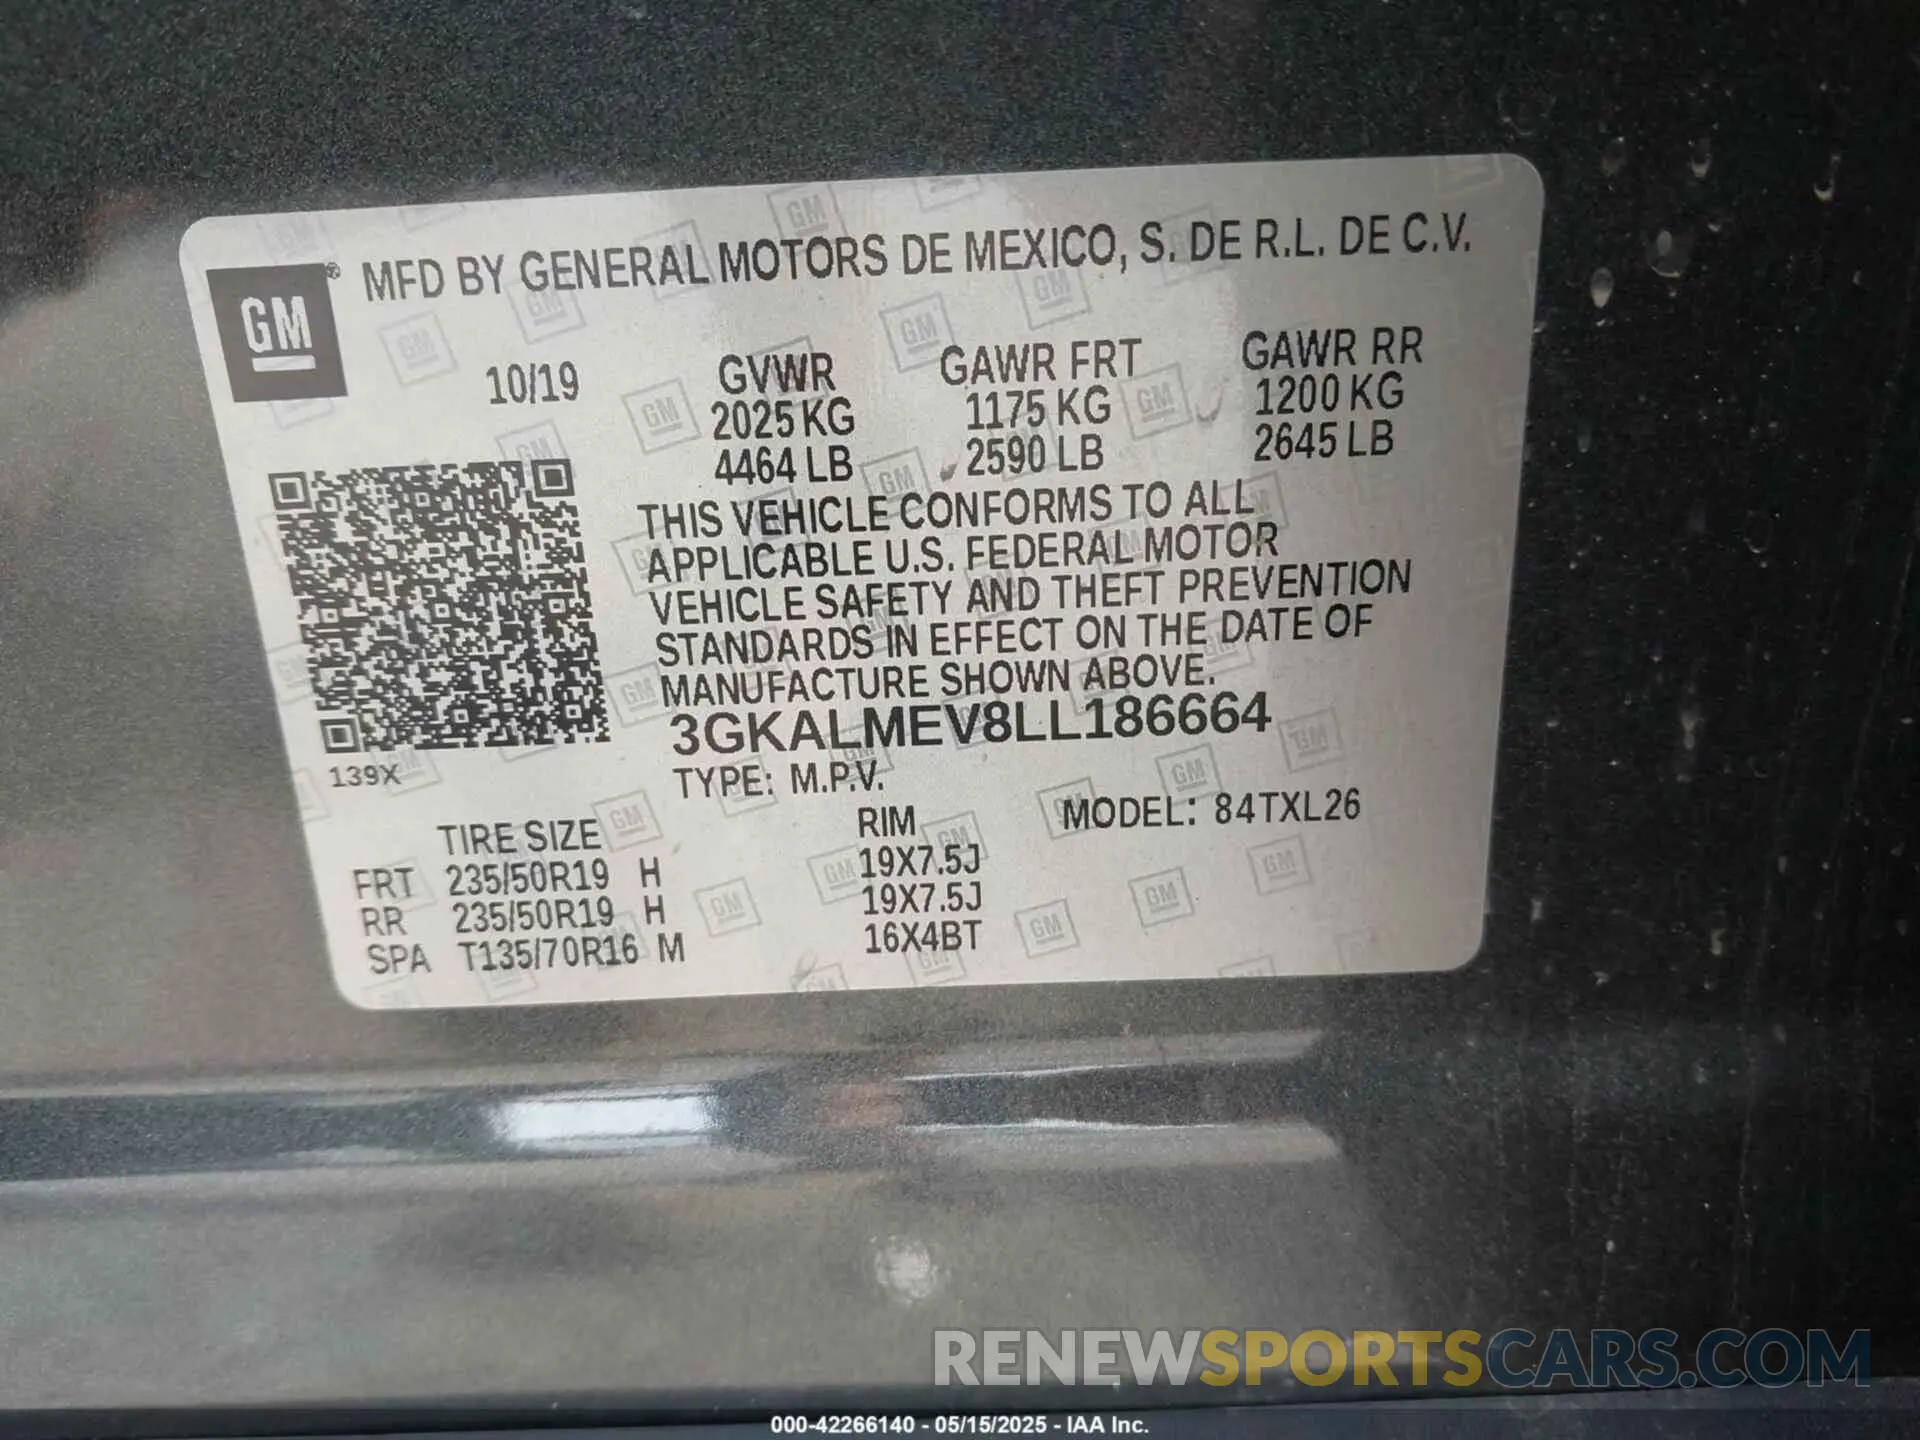 GM® MFD BY GENERAL MOTORS DE MEXICO, S. DE R.L. DE C.V.
10/19 GVWR GAWR FRT GAWR RR
2025 KG 1175 KG 1200 KG
4464 LB 2590 LB 2645 LB
THIS VEHICLE CONFORMS TO ALL
APPLICABLE U.S. FEDERAL MOTOR
VEHICLE SAFETY AND THEFT PREVENTION
STANDARDS IN EFFECT ON THE DATE OF
MANUFACTURE SHOWN ABOVE.
3GKALMEV8LL186664
139X
TYPE: M.P.V.
MODEL: 84TXL26
TIRE SIZE RIM
FRT 235/50R19 H 19X7.5J
RR 235/50R19 H 19X7.5J
SPA T135/70R16 M 16X4BT
RENEWSPORTSCARS.COM
000-42266140 - 05/15/2025 - IAA Inc.